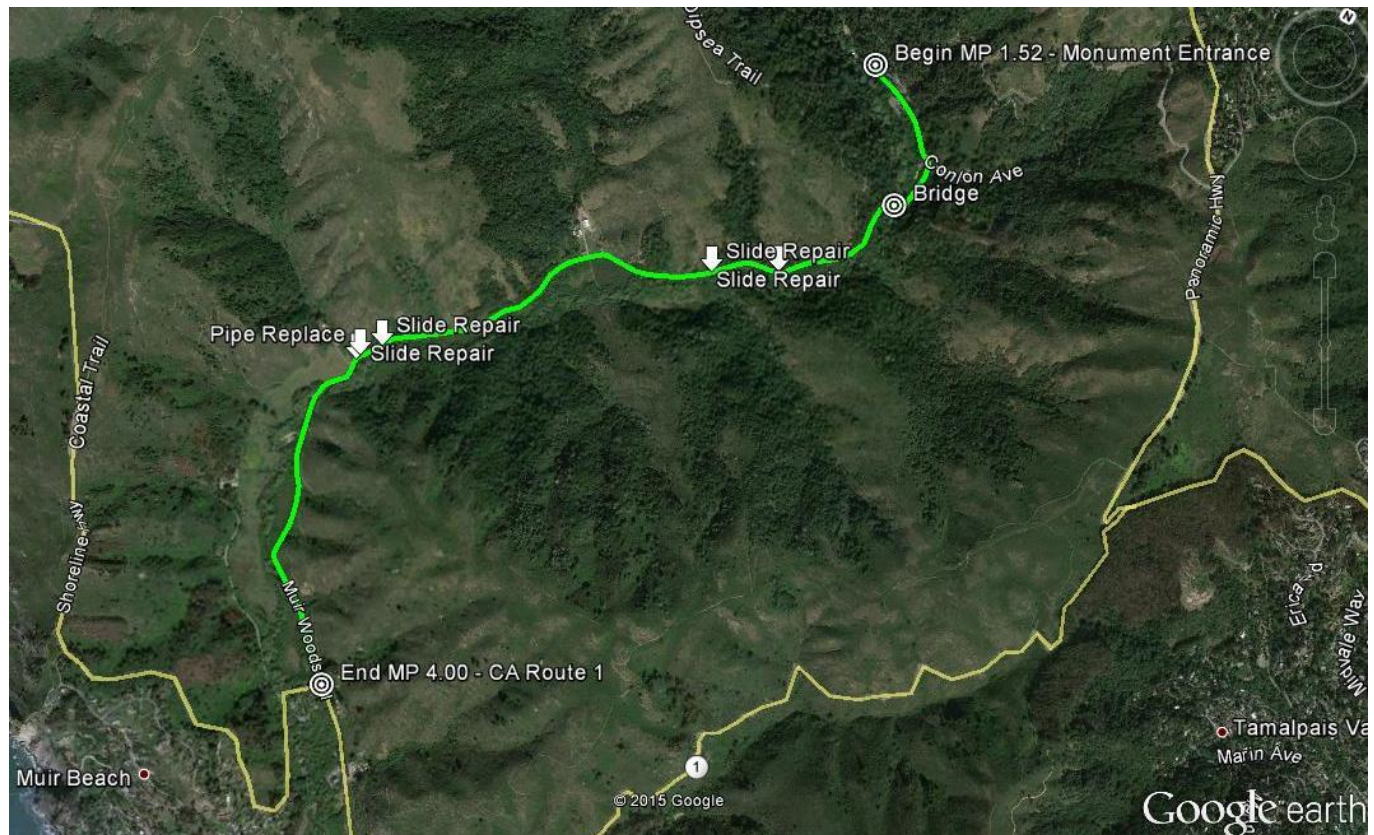 Dipsea Trail
Begin MP 1.52 - Monument Entrance
N
Conlon Ave
Bridge
Panoramic Hwy
Slide Repair
Slide Repair
Slide Repair
Pipe Replace
Slide Repair
Coastal Trail
Shoreline Hwy
Muir Woods
End MP 4.00 - CA Route 1
Muir Beach
1
Midvale Way
Tamalpais Va
Marin Ave
© 2015 Google
Google earth